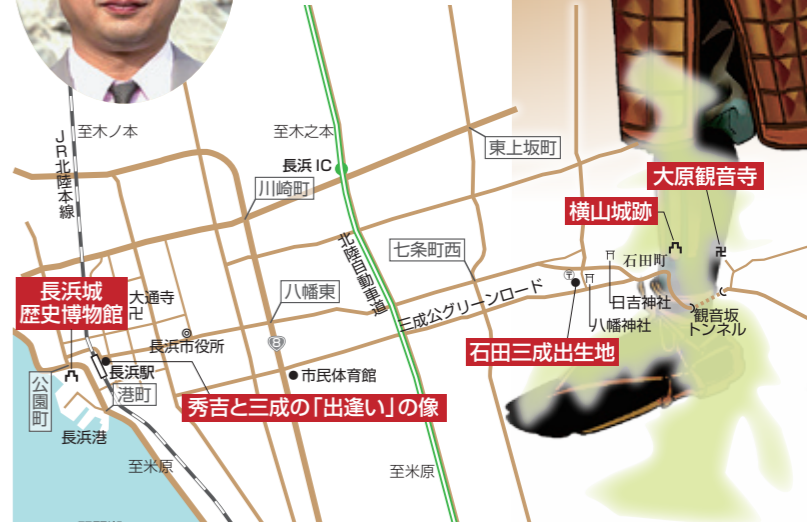 至木ノ本
至木之本
JR北陸本線
長浜IC
東上坂町
川崎町
大原観音寺
横山城跡
石田町
七条町西
北陸自動車道
長浜城
歴史博物館
大通寺
八幡東
三成公グリーンロード
日吉神社
八幡神社
観音坂
トンネル
長浜市役所
8
石田三成出生地
長浜駅
市民体育館
公園町
港町
秀吉と三成の「出逢い」の像
長浜港
至米原
至米原